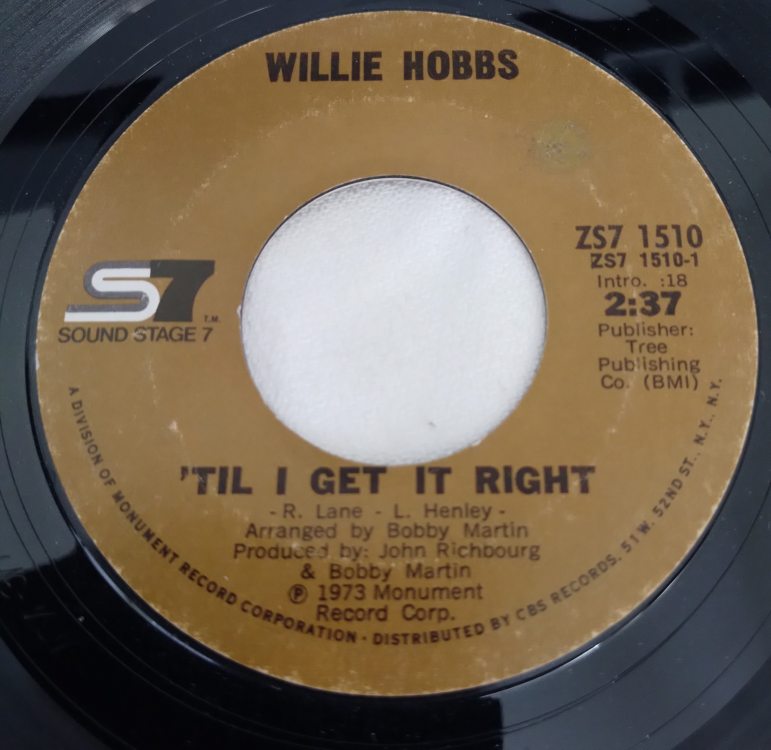 WILLIE HOBBS
S7 T.M.
SOUND STAGE 7
ZS7 1510
ZS7 1510-1
Intro. :18
2:37
Publisher:
Tree
Publishing
Co. (BMI)
'TIL I GET IT RIGHT
- R. Lane - L. Henley -
Arranged by Bobby Martin
Produced by: John Richbourg
& Bobby Martin
℗ 1973 Monument
Record Corp.
A DIVISION OF MONUMENT RECORD CORPORATION · DISTRIBUTED BY CBS RECORDS, 51 W. 52ND ST., N.Y., N.Y.